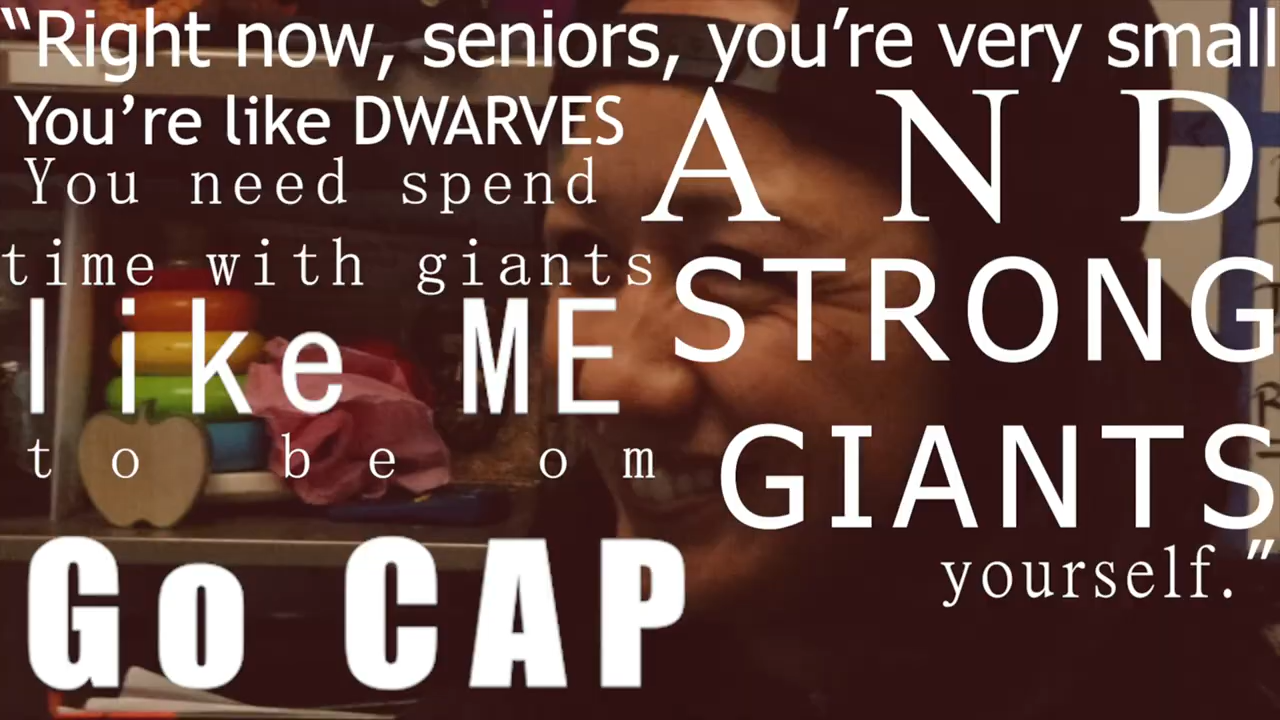 “Right now, seniors, you’re very small
You’re like DWARVES
You need spend
time with giants
like ME
to be om
Go CAP
AND
STRONG
GIANTS
yourself.”